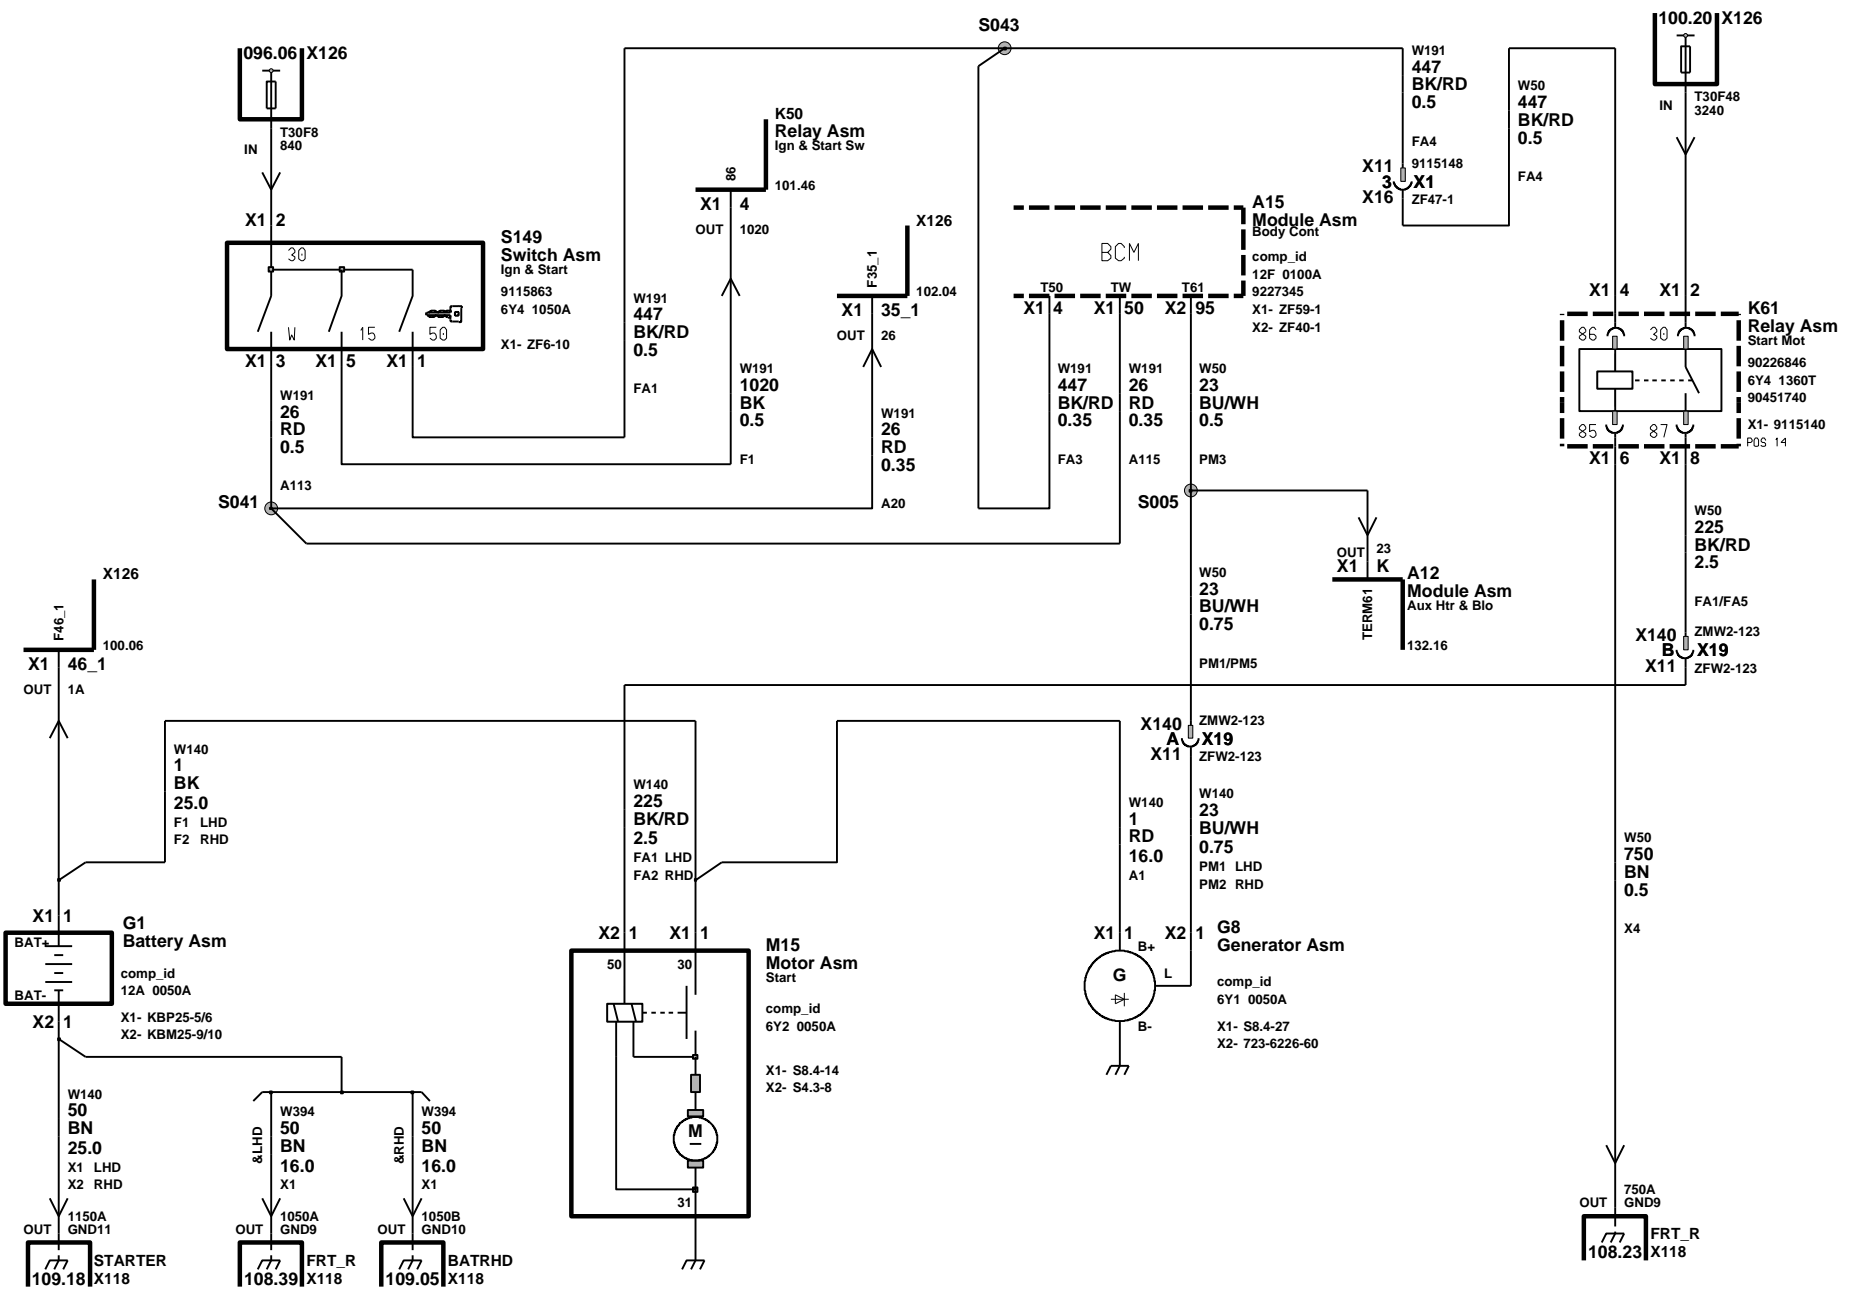 S043
100.20 X126
096.06 X126
T30F8
IN 840
X1 2
30
W 15 50
S149
Switch Asm
Ign & Start
9115863
6Y4 1050A
X1- ZF6-10
X1 3 X1 5 X1 1
W191
26
RD
0.5
A113
S041
W191
447
BK/RD
0.5
FA1
K50
Relay Asm
Ign & Start Sw
86
101.46
X1 4
OUT 1020
W191
1020
BK
0.5
F1
X126
F35_1
102.04
X1 35_1
OUT 26
W191
26
RD
0.35
A20
A15
Module Asm
Body Cont
BCM
comp_id
12F 0100A
9227345
X1- ZF59-1
X2- ZF40-1
T50 TW T61
X1 4 X1 50 X2 95
W191
447
BK/RD
0.35
FA3
W191
26
RD
0.35
A115
W50
23
BU/WH
0.5
PM3
S005
W191
447
BK/RD
0.5
FA4
X11 9115148
3 X1
X16 ZF47-1
W50
447
BK/RD
0.5
FA4
T30F48
IN 3240
X1 4 X1 2
86 30
85 87
K61
Relay Asm
Start Mot
90226846
6Y4 1360T
90451740
X1- 9115140
POS 14
X1 6 X1 8
W50
225
BK/RD
2.5
FA1/FA5
X140 ZMW2-123
B X19
X11 ZFW2-123
OUT 23
X1 K
TERM61
A12
Module Asm
Aux Htr & Blo
132.16
W50
23
BU/WH
0.75
PM1/PM5
X140 ZMW2-123
A X19
X11 ZFW2-123
X126
F46_1
100.06
X1 46_1
OUT 1A
W140
1
BK
25.0
F1 LHD
F2 RHD
W140
225
BK/RD
2.5
FA1 LHD
FA2 RHD
W140
1
RD
16.0
A1
W140
23
BU/WH
0.75
PM1 LHD
PM2 RHD
W50
750
BN
0.5
X4
X1 1
BAT+
BAT-
G1
Battery Asm
comp_id
12A 0050A
X1- KBP25-5/6
X2- KBM25-9/10
X2 1
X2 1 X1 1
50 30
M
31
M15
Motor Asm
Start
comp_id
6Y2 0050A
X1- S8.4-14
X2- S4.3-8
X1 1 X2 1
B+
G
L
B-
G8
Generator Asm
comp_id
6Y1 0050A
X1- S8.4-27
X2- 723-6226-60
W140
50
BN
25.0
X1 LHD
X2 RHD
1150A
OUT GND11
STARTER
109.18 X118
&LHD
W394
50
BN
16.0
X1
1050A
OUT GND9
FRT_R
108.39 X118
&RHD
W394
50
BN
16.0
X1
1050B
OUT GND10
BATRHD
109.05 X118
750A
OUT GND9
FRT_R
108.23 X118